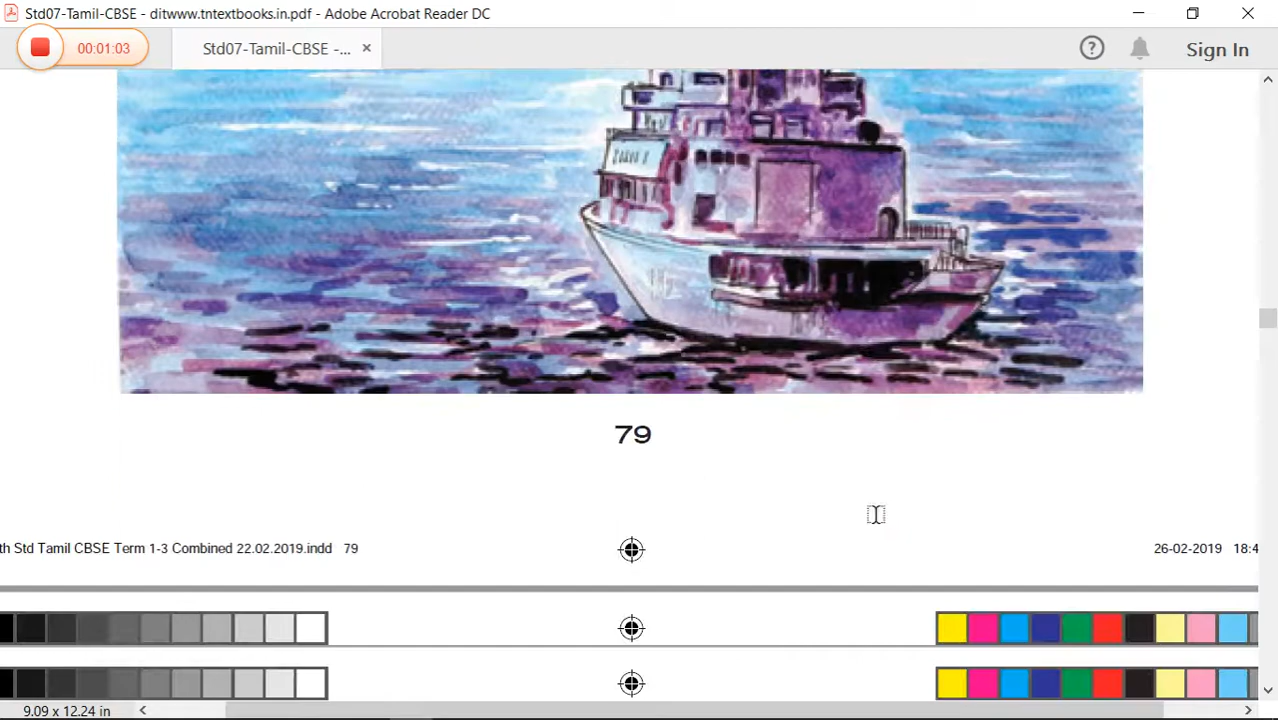 Std07-Tamil-CBSE - ditwww.tntextbooks.in.pdf - Adobe Acrobat Reader DC
00:01:03
Std07-Tamil-CBSE -... ×
Sign In
79
th Std Tamil CBSE Term 1-3 Combined 22.02.2019.indd 79
26-02-2019 18:4
9.09 x 12.24 in